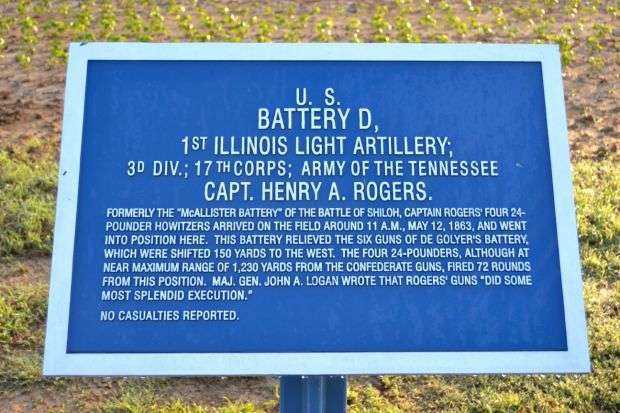 U. S.
BATTERY D,
1ST ILLINOIS LIGHT ARTILLERY;
3D DIV.; 17TH CORPS; ARMY OF THE TENNESSEE
CAPT. HENRY A. ROGERS.
FORMERLY THE "McALLISTER BATTERY" OF THE BATTLE OF SHILOH, CAPTAIN ROGERS' FOUR 24-
POUNDER HOWITZERS ARRIVED ON THE FIELD AROUND 11 A.M., MAY 12, 1863, AND WENT
INTO POSITION HERE. THIS BATTERY RELIEVED THE SIX GUNS OF DE GOLYER'S BATTERY,
WHICH WERE SHIFTED 150 YARDS TO THE WEST. THE FOUR 24-POUNDERS, ALTHOUGH AT
NEAR MAXIMUM RANGE OF 1,230 YARDS FROM THE CONFEDERATE GUNS, FIRED 72 ROUNDS
FROM THIS POSITION. MAJ. GEN. JOHN A. LOGAN WROTE THAT ROGERS' GUNS "DID SOME
MOST SPLENDID EXECUTION."
NO CASUALTIES REPORTED.